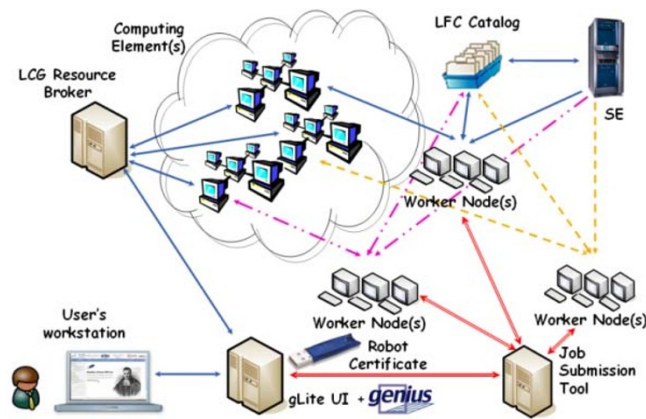 Computing
Element(s)
LFC Catalog
LCG Resource
Broker
SE
Worker Node(s)
User's
workstation
Worker Node(s)
Worker Node(s)
Robot
Certificate
Job
Submission
Tool
gLite UI + genius